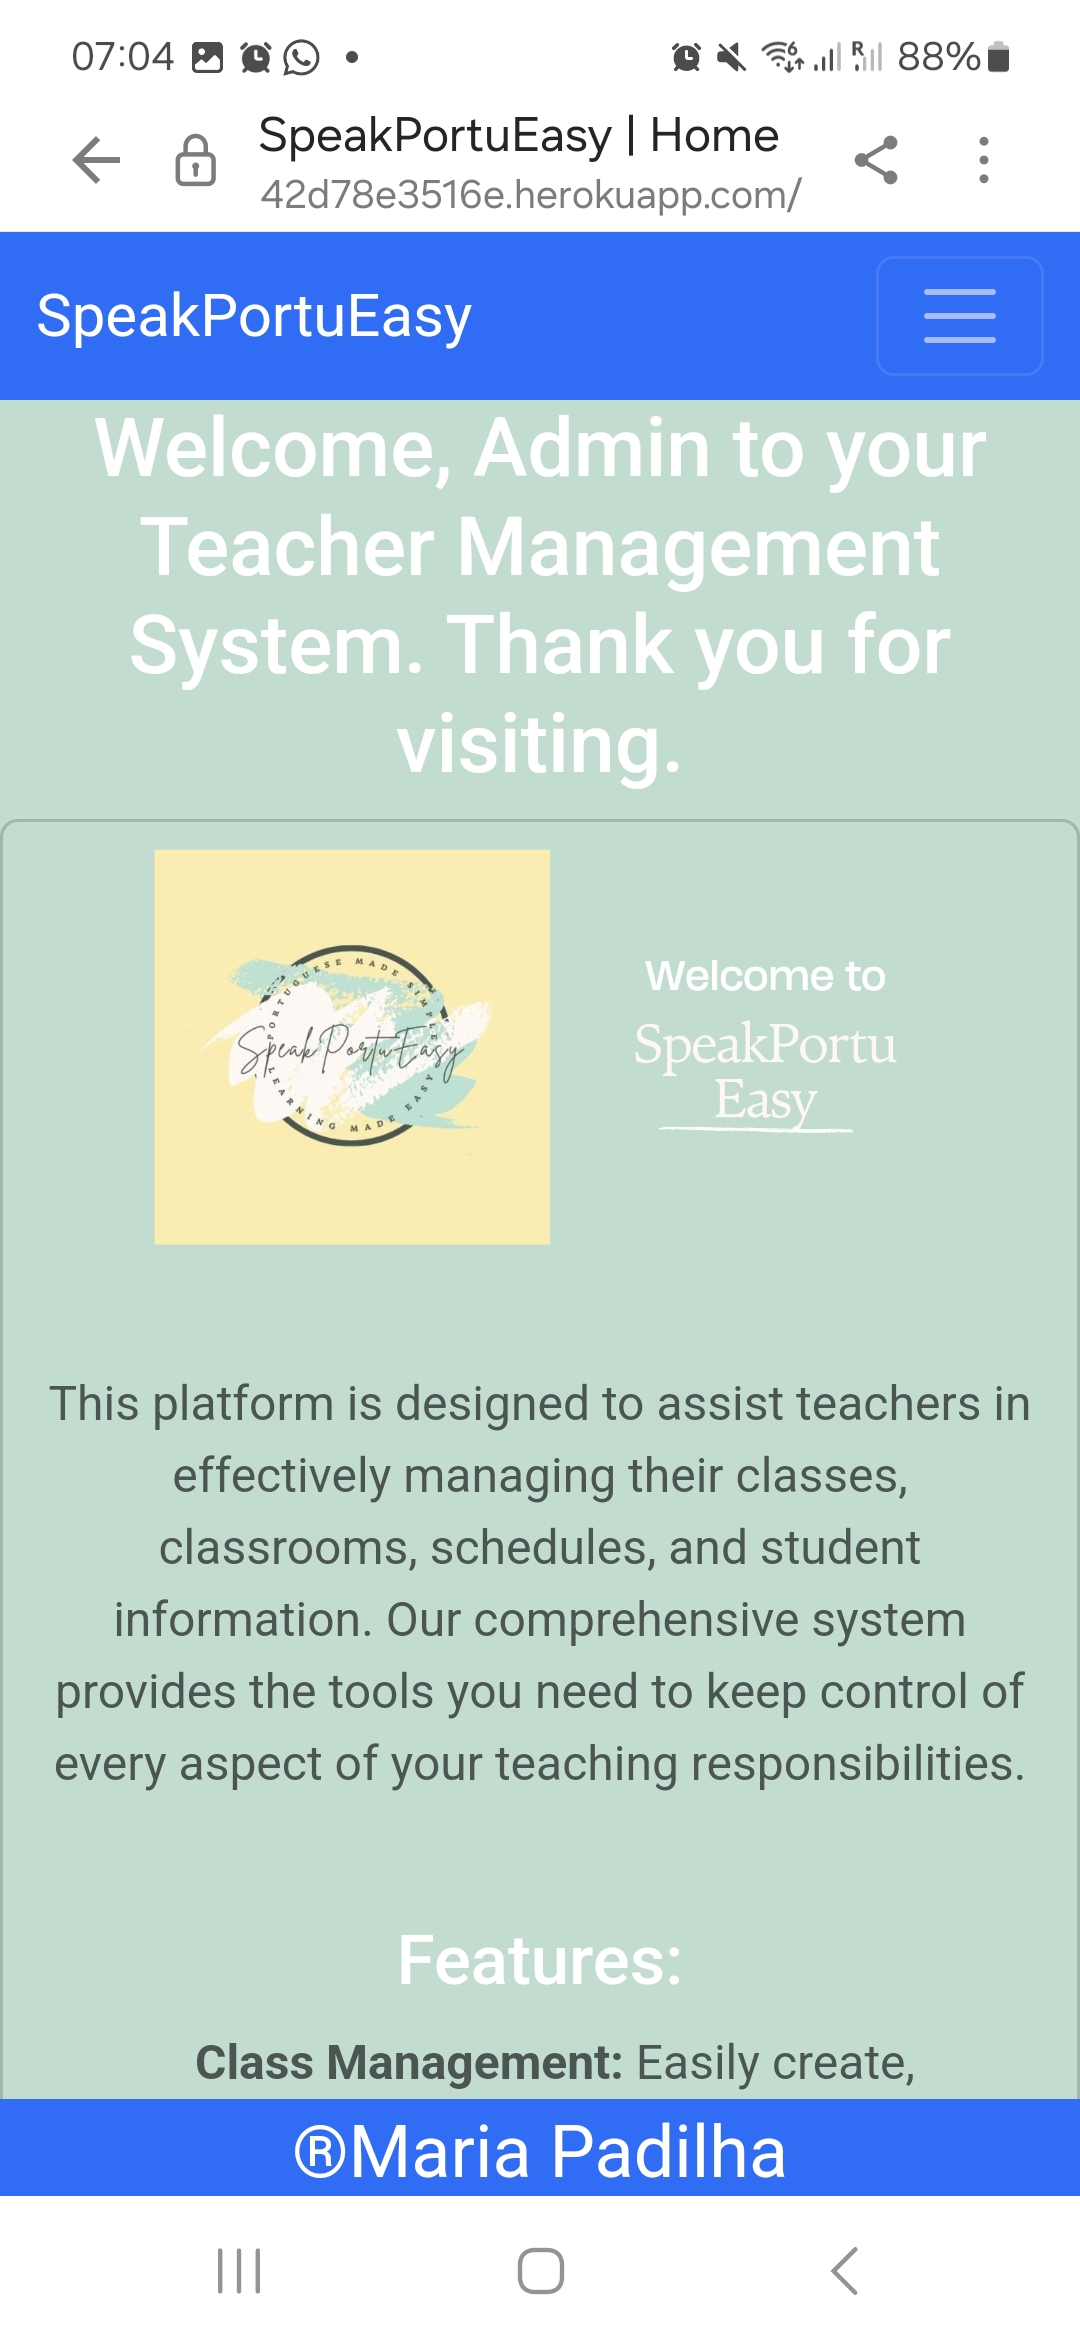 07:04
88%
SpeakPortuEasy | Home
42d78e3516e.herokuapp.com/
SpeakPortuEasy
Welcome, Admin to your
Teacher Management
System. Thank you for
visiting.
PORTUGUESE MADE SIMPLE
SpeakPortuEasy
LEARNING MADE EASY
Welcome to
SpeakPortu
Easy
This platform is designed to assist teachers in
effectively managing their classes,
classrooms, schedules, and student
information. Our comprehensive system
provides the tools you need to keep control of
every aspect of your teaching responsibilities.
Features:
Class Management: Easily create,
®Maria Padilha